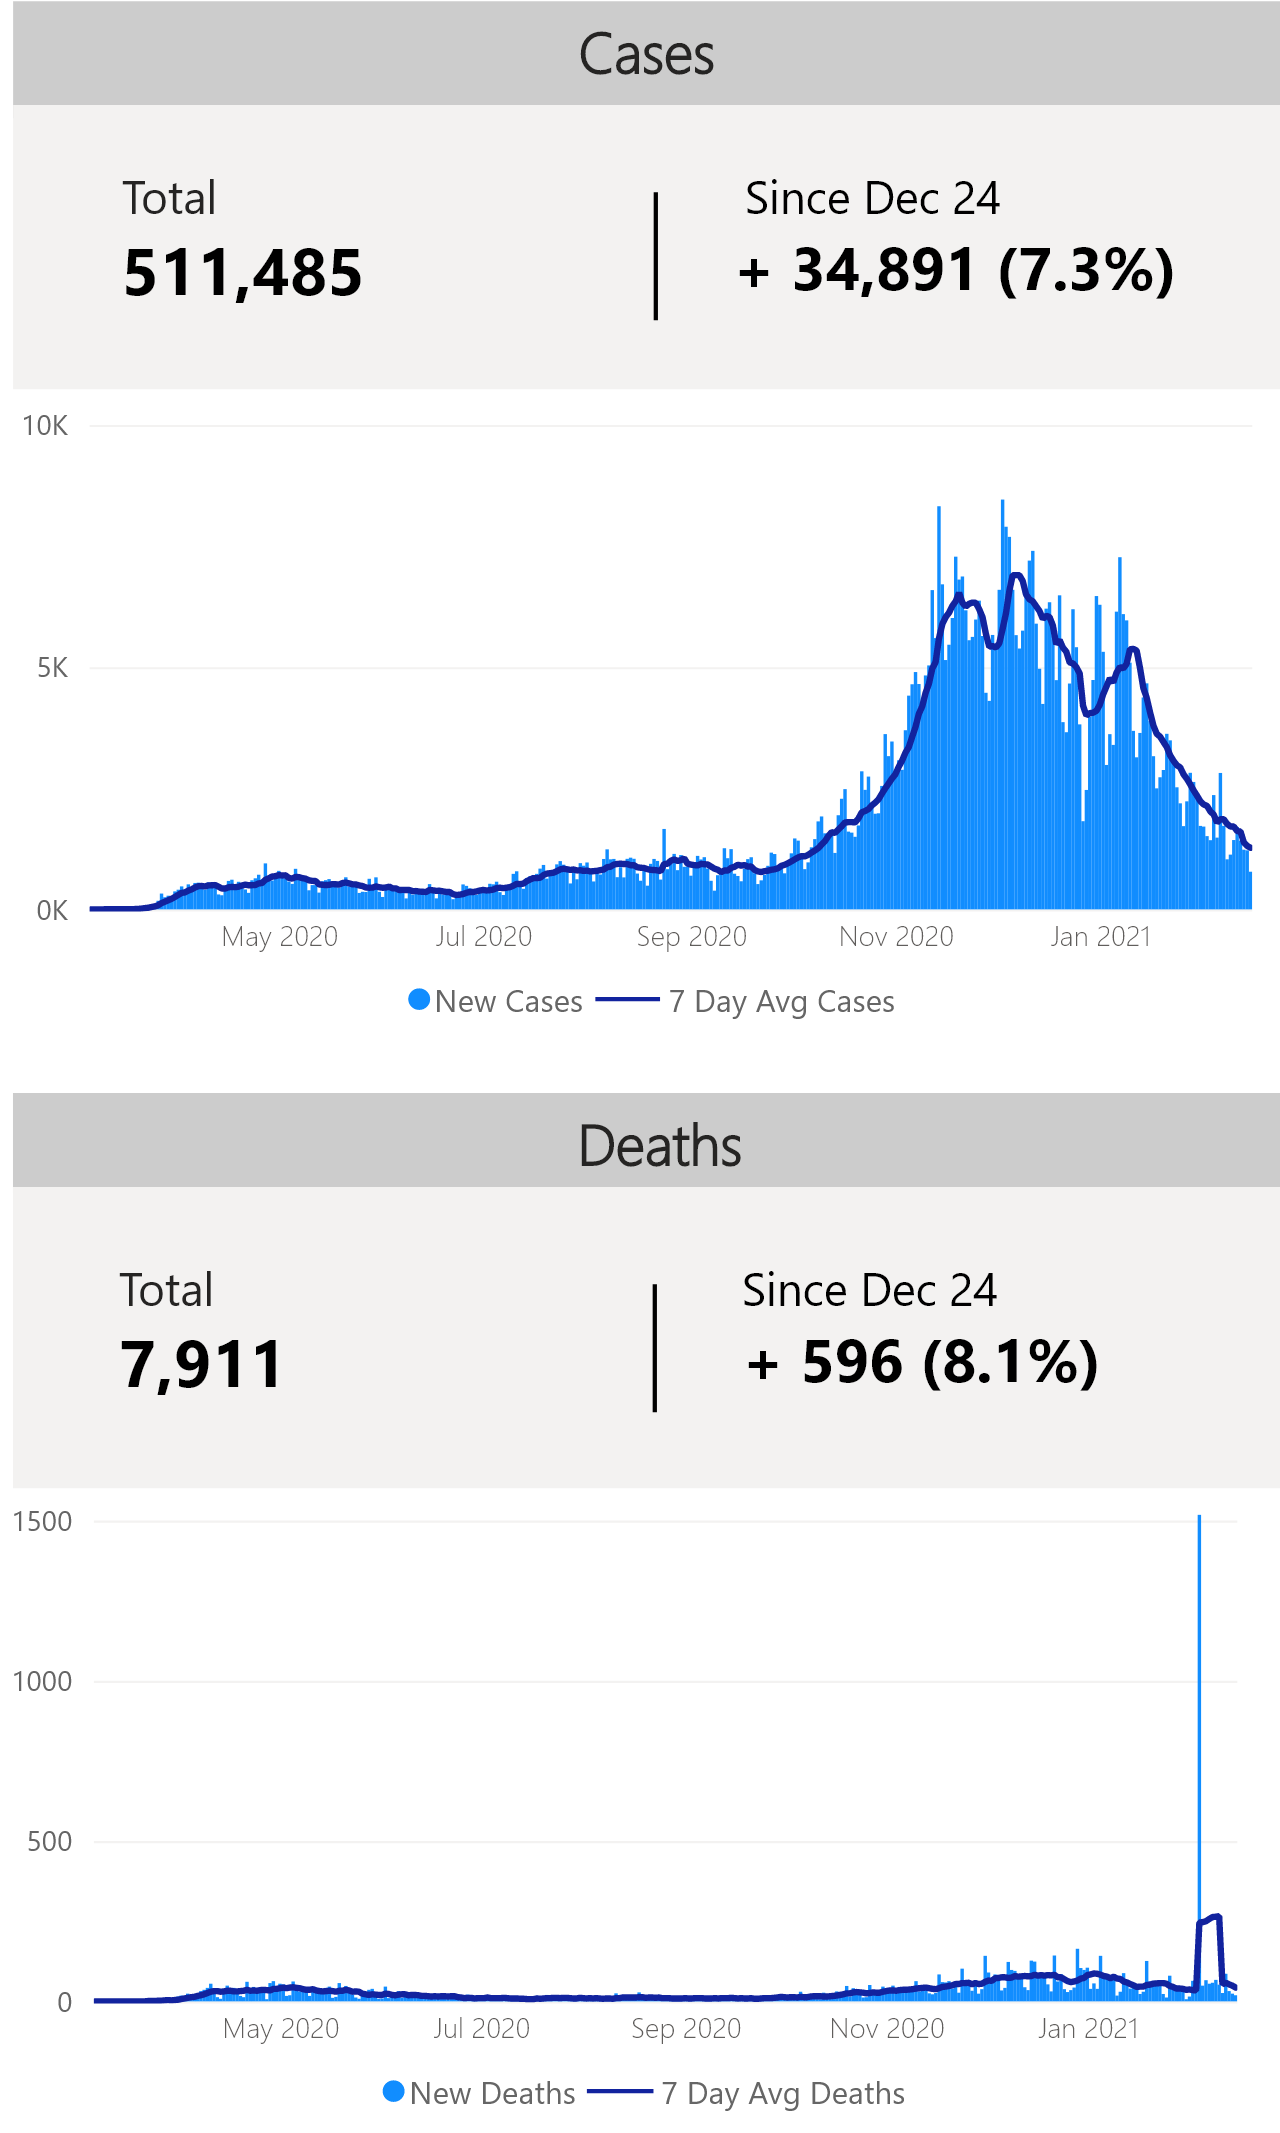 Cases
Total
Since Dec 24
511,485
+ 34,891 (7.3%)
10K
5K
0K
May 2020
Jul 2020
Sep 2020
Nov 2020
Jan 2021
New Cases
7 Day Avg Cases
Deaths
Total
Since Dec 24
7,911
+ 596 (8.1%)
1500
1000
500
0
May 2020
Jul 2020
Sep 2020
Nov 2020
Jan 2021
New Deaths
7 Day Avg Deaths